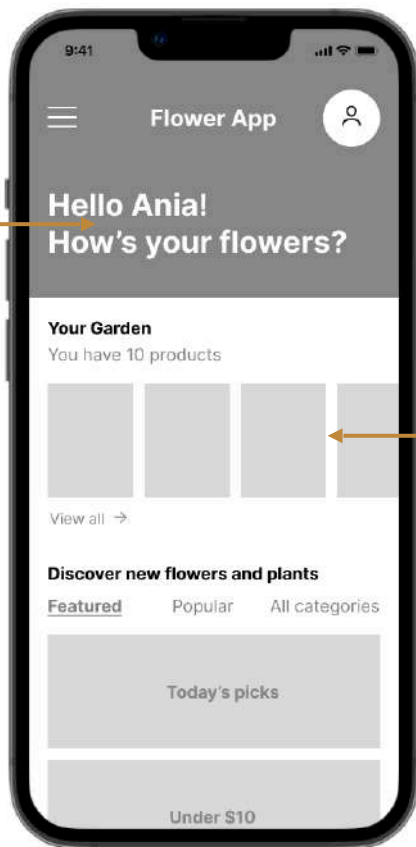 9:41
Flower App
Hello Ania!
How's your flowers?
Your Garden
You have 10 products
View all →
Discover new flowers and plants
Featured Popular All categories
Today's picks
Under $10